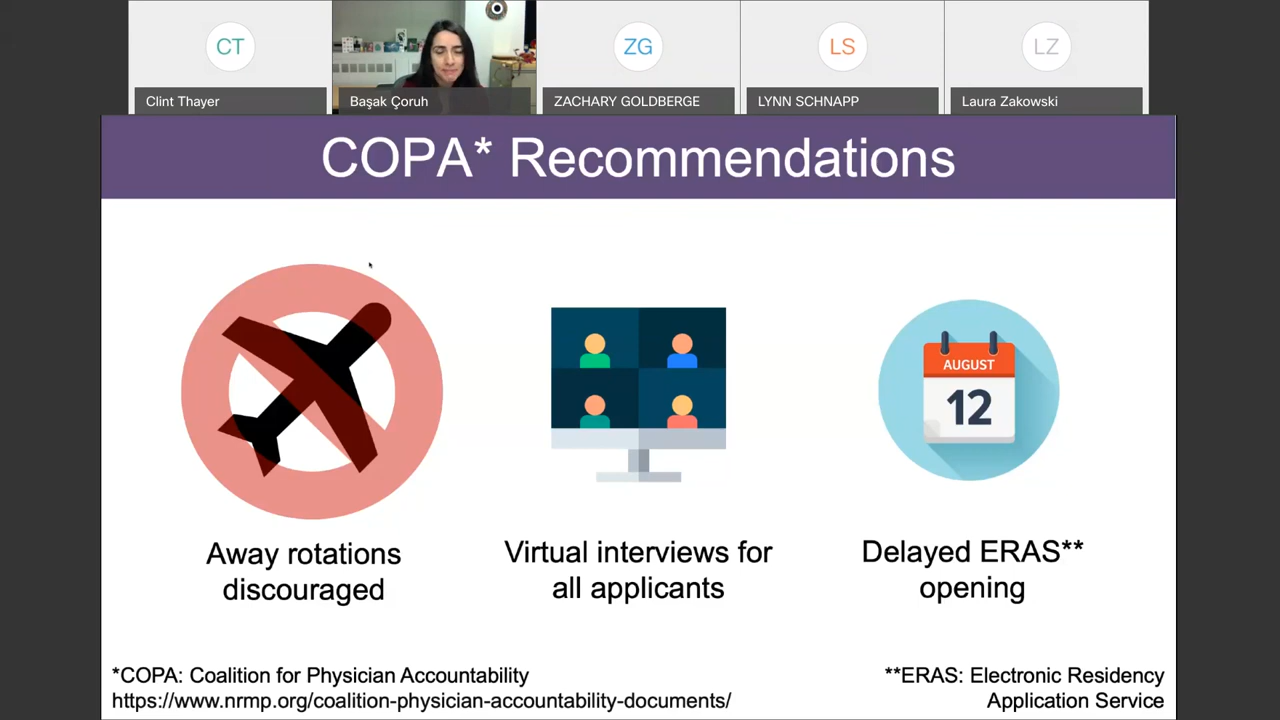 CT
ZG
LS
LZ
Clint Thayer
Başak Çoruh
ZACHARY GOLDBERGE
LYNN SCHNAPP
Laura Zakowski
COPA* Recommendations
AUGUST
12
Away rotations
discouraged
Virtual interviews for
all applicants
Delayed ERAS**
opening
*COPA: Coalition for Physician Accountability
https://www.nrmp.org/coalition-physician-accountability-documents/
**ERAS: Electronic Residency
Application Service